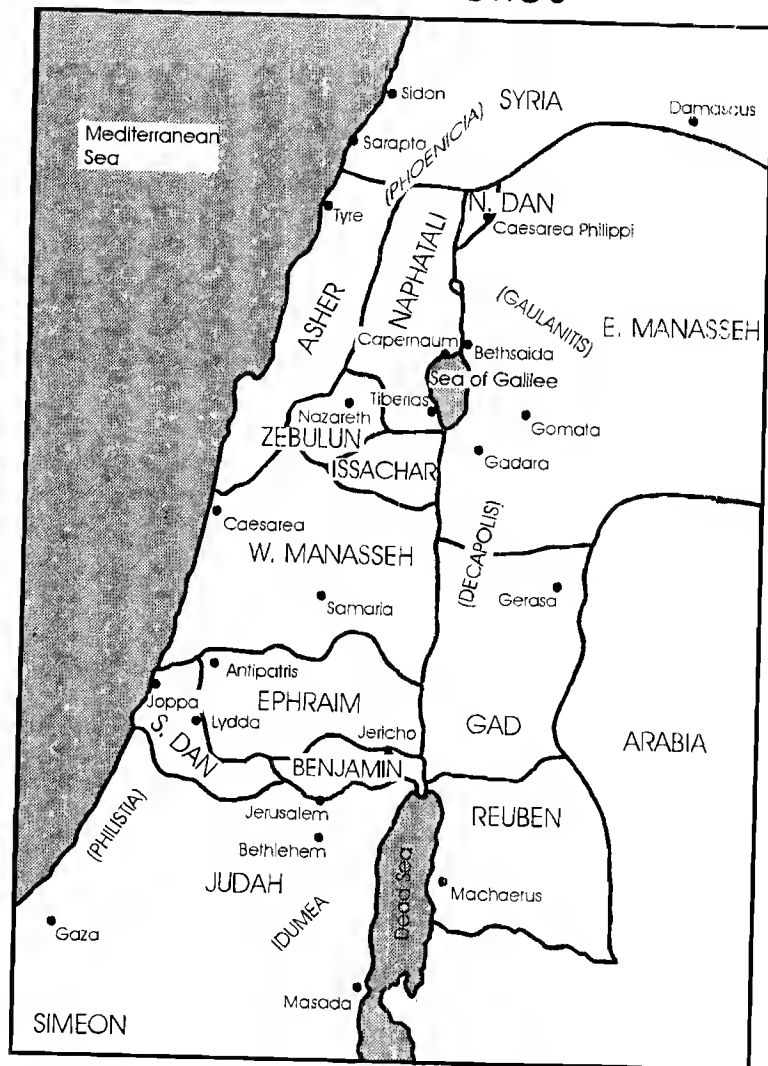 Sidon
SYRIA
Damascus
Mediterranean
Sea
Sarapto
(PHOENICIA)
N. DAN
Tyre
Caesarea Philippi
NAPHATALI
ASHER
(GAULANITIS)
E. MANASSEH
Capernaum
Bethsaida
Sea of Galilee
Tiberias
Nazareth
Gomata
ZEBULUN
Gadara
ISSACHAR
Caesarea
W. MANASSEH
(DECAPOLIS)
Samaria
Gerasa
Antipatris
Joppa
EPHRAIM
Lydda
S. DAN
Jericho
GAD
ARABIA
BENJAMIN
(PHILISTIA)
Jerusalem
REUBEN
Bethlehem
JUDAH
Dead Sea
Machaerus
IDUMEA
Gaza
Masada
SIMEON